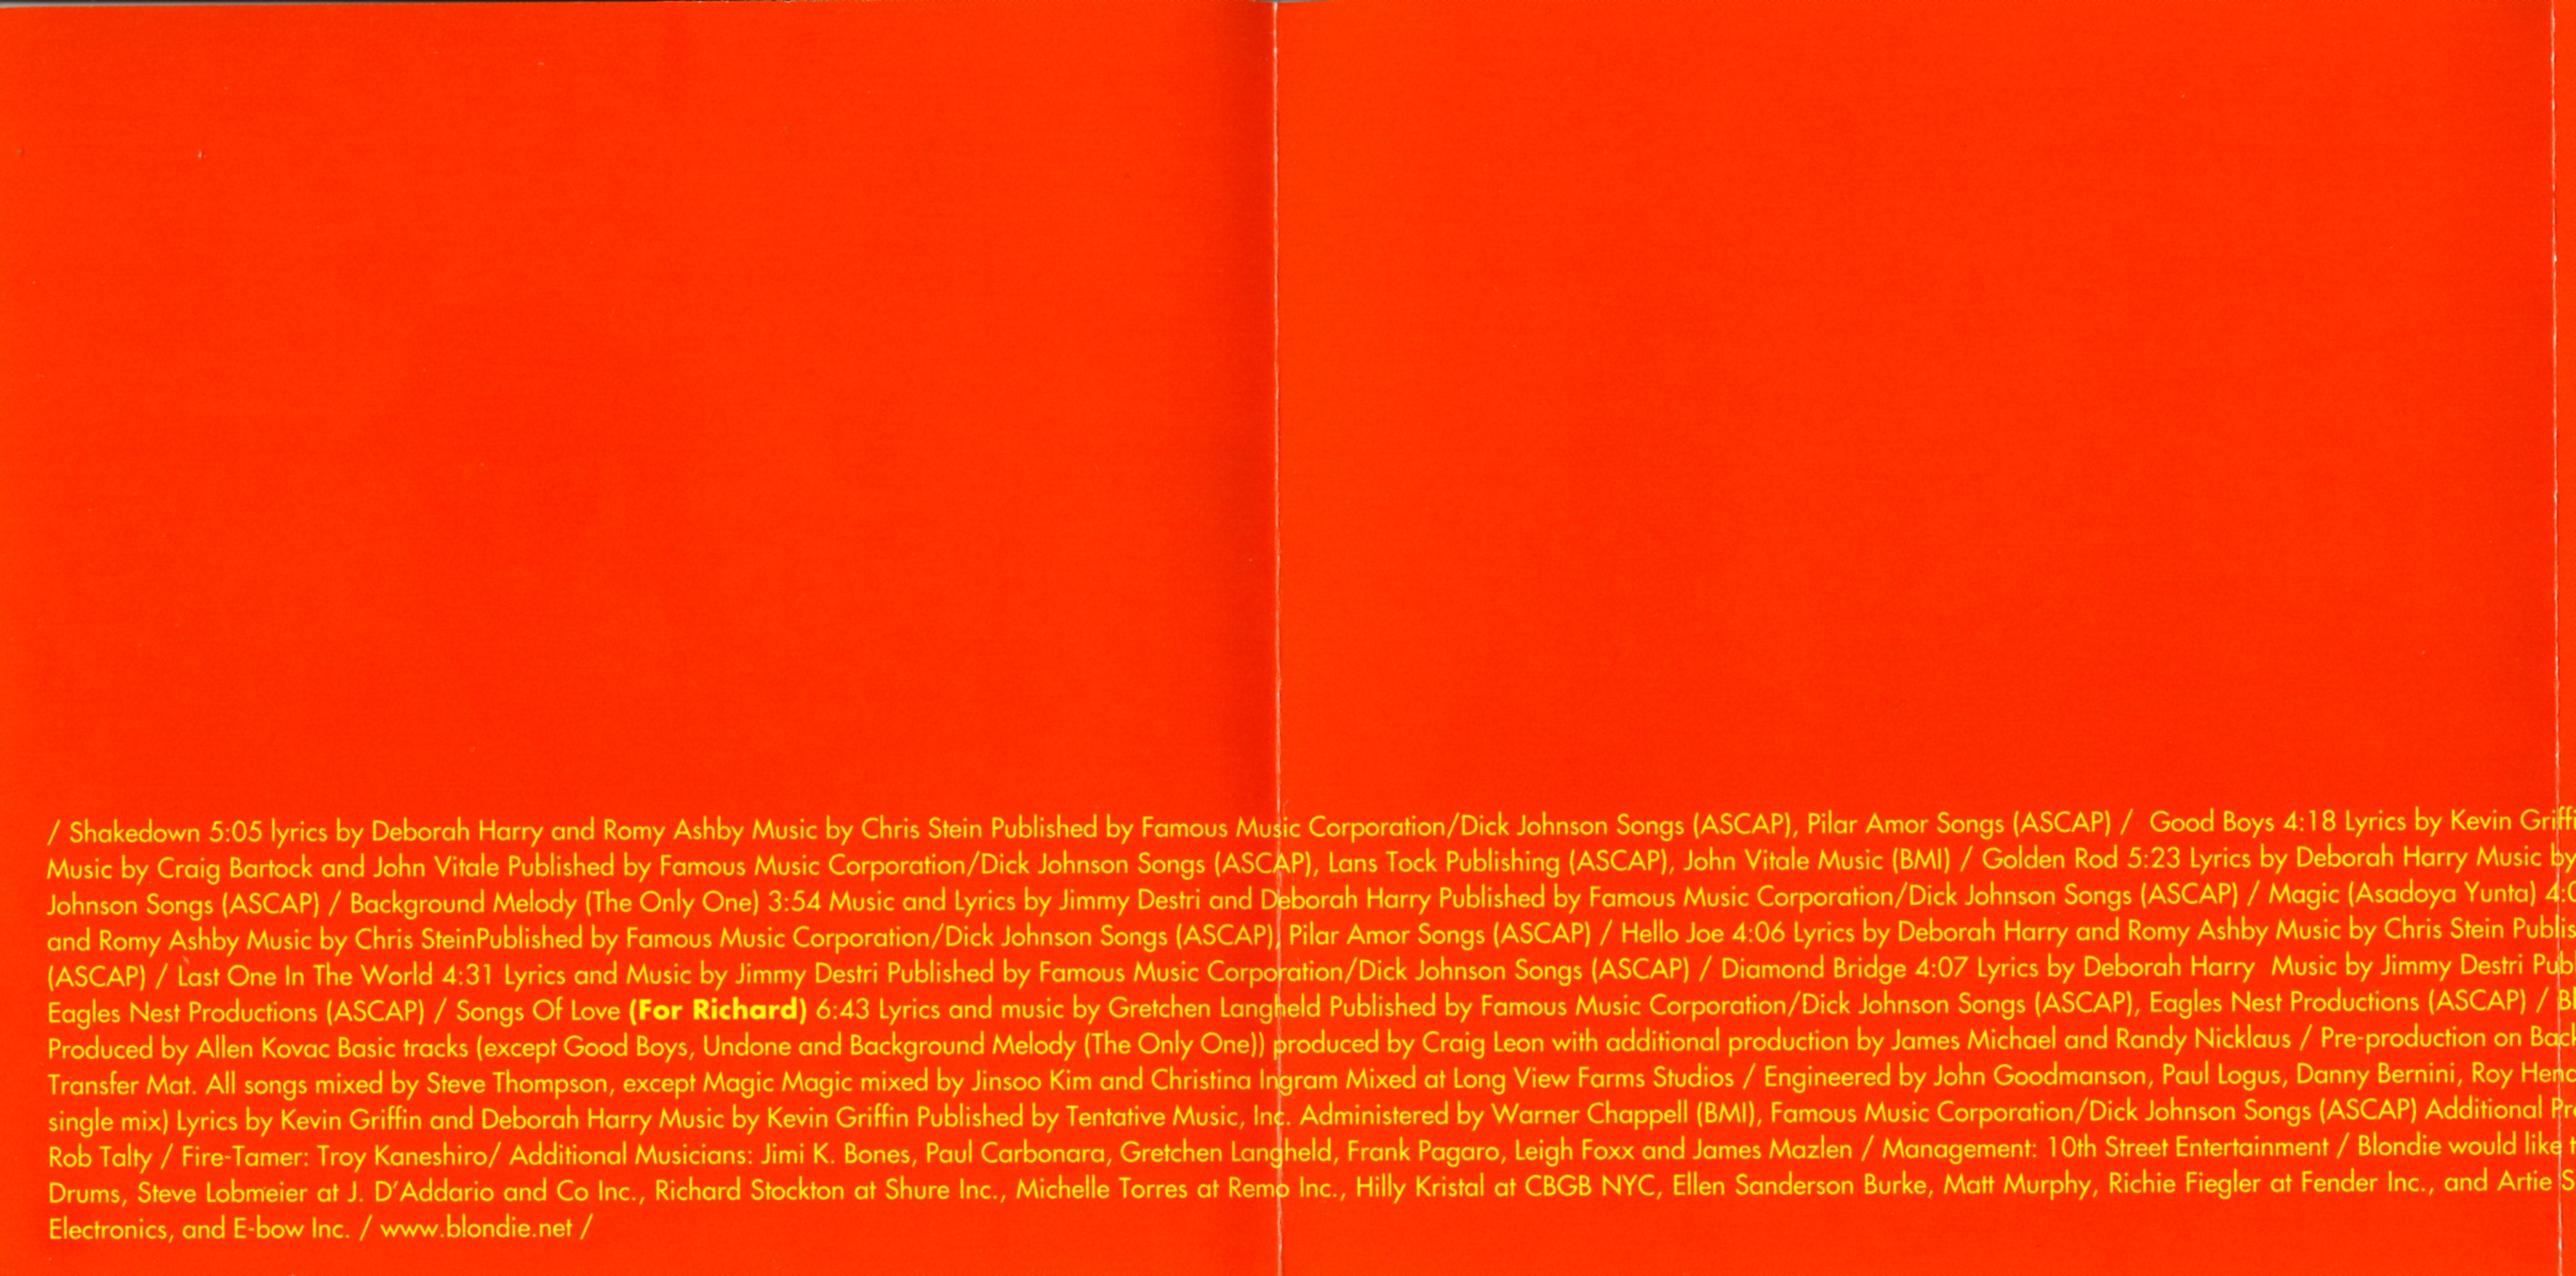 / Shakedown 5:05 lyrics by Deborah Harry and Romy Ashby Music by Chris Stein Published by Famous Music Corporation/Dick Johnson Songs (ASCAP), Pilar Amor Songs (ASCAP) / Good Boys 4:18 Lyrics by Kevin
Music by Craig Bartock and John Vitale Published by Famous Music Corporation/Dick Johnson Songs (ASCAP), Lans Tock Publishing (ASCAP), John Vitale Music (BMI) / Golden Rod 5:23 Lyrics by Deborah Harry Music by
Johnson Songs (ASCAP) / Background Melody (The Only One) 3:54 Music and Lyrics by Jimmy Destri and Deborah Harry Published by Famous Music Corporation/Dick Johnson Songs (ASCAP) / Magic (Asadoya Yunta)
and Romy Ashby Music by Chris SteinPublished by Famous Music Corporation/Dick Johnson Songs (ASCAP), Pilar Amor Songs (ASCAP) / Hello Joe 4:06 Lyrics by Deborah Harry and Romy Ashby Music by Chris Stein
(ASCAP) / Last One In The World 4:31 Lyrics and Music by Jimmy Destri Published by Famous Music Corporation/Dick Johnson Songs (ASCAP) / Diamond Bridge 4:07 Lyrics by Deborah Harry Music by Jimmy Destri
Eagles Nest Productions (ASCAP) / Songs Of Love (For Richard) 6:43 Lyrics and music by Gretchen Langheld Published by Famous Music Corporation/Dick Johnson Songs (ASCAP), Eagles Nest Productions (ASCAP) /
Produced by Allen Kovac Basic tracks (except Good Boys, Undone and Background Melody (The Only One)) produced by Craig Leon with additional production by James Michael and Randy Nicklaus / Pre-production on
Transfer Mat. All songs mixed by Steve Thompson, except Magic Magic mixed by Jinsoo Kim and Christina Ingram Mixed at Long View Farms Studios / Engineered by John Goodmanson, Paul Logus, Danny Bernini, Roy
single mix) Lyrics by Kevin Griffin and Deborah Harry Music by Kevin Griffin Published by Tentative Music, Inc. Administered by Warner Chappell (BMI), Famous Music Corporation/Dick Johnson Songs (ASCAP) Additional
Rob Talty / Fire-Tamer: Troy Kaneshiro/ Additional Musicians: Jimi K. Bones, Paul Carbonara, Gretchen Langheld, Frank Pagaro, Leigh Foxx and James Mazlen / Management: 10th Street Entertainment / Blondie would like
Drums, Steve Lobmeier at J. D'Addario and Co Inc., Richard Stockton at Shure Inc., Michelle Torres at Remo Inc., Hilly Kristal at CBGB NYC, Ellen Sanderson Burke, Matt Murphy, Richie Fiegler at Fender Inc., and Artie
Electronics, and E-bow Inc. / www.blondie.net /